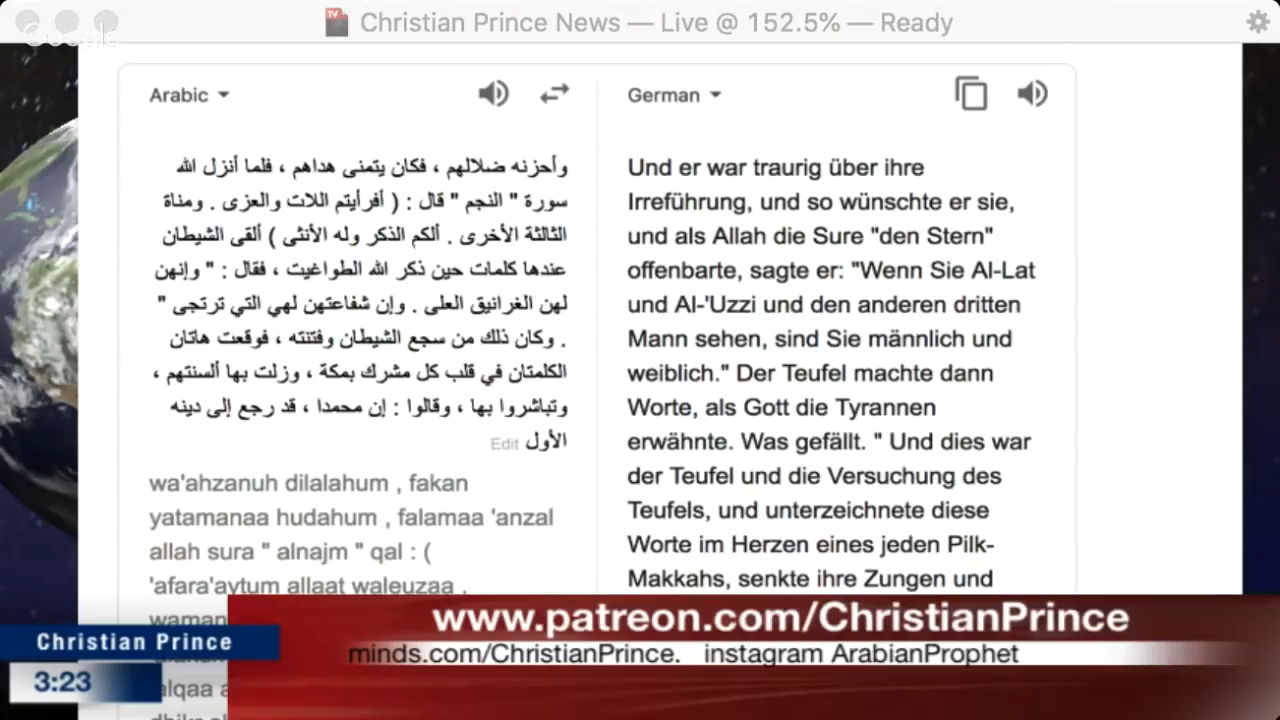 Christian Prince News — Live @ 152.5% — Ready
Google
Arabic
German
وأحزنه ضلالهم ، فكان يتمنى هداهم ، فلما أنزل الله
سورة " النجم " قال : ( أفرأيتم اللات والعزى . ومناة
الثالثة الأخرى . ألكم الذكر وله الأنثى ) ألقى الشيطان
عندها كلمات حين ذكر الله الطواغيت ، فقال : " وإنهن
لهن الغرانيق العلى . وإن شفاعتهن لهي التي ترتجى "
. وكان ذلك من سجع الشيطان وفتنته ، فوقعت هاتان
الكلمتان في قلب كل مشرك بمكة ، وزلت بها ألسنتهم ،
وتباشروا بها ، وقالوا : إن محمدا ، قد رجع إلى دينه
الأول Edit
wa'ahzanuh dilalahum , fakan
yatamanaa hudahum , falamaa 'anzal
allah sura " alnajm " qal : (
'afara'aytum allaat waleuzaa .
waman
alqaa a
Und er war traurig über ihre
Irreführung, und so wünschte er sie,
und als Allah die Sure "den Stern"
offenbarte, sagte er: "Wenn Sie Al-Lat
und Al-'Uzzi und den anderen dritten
Mann sehen, sind Sie männlich und
weiblich." Der Teufel machte dann
Worte, als Gott die Tyrannen
erwähnte. Was gefällt. " Und dies war
der Teufel und die Versuchung des
Teufels, und unterzeichnete diese
Worte im Herzen eines jeden Pilk-
Makkahs, senkte ihre Zungen und
www.patreon.com/ChristianPrince
Christian Prince
minds.com/ChristianPrince. instagram ArabianProphet
3:23